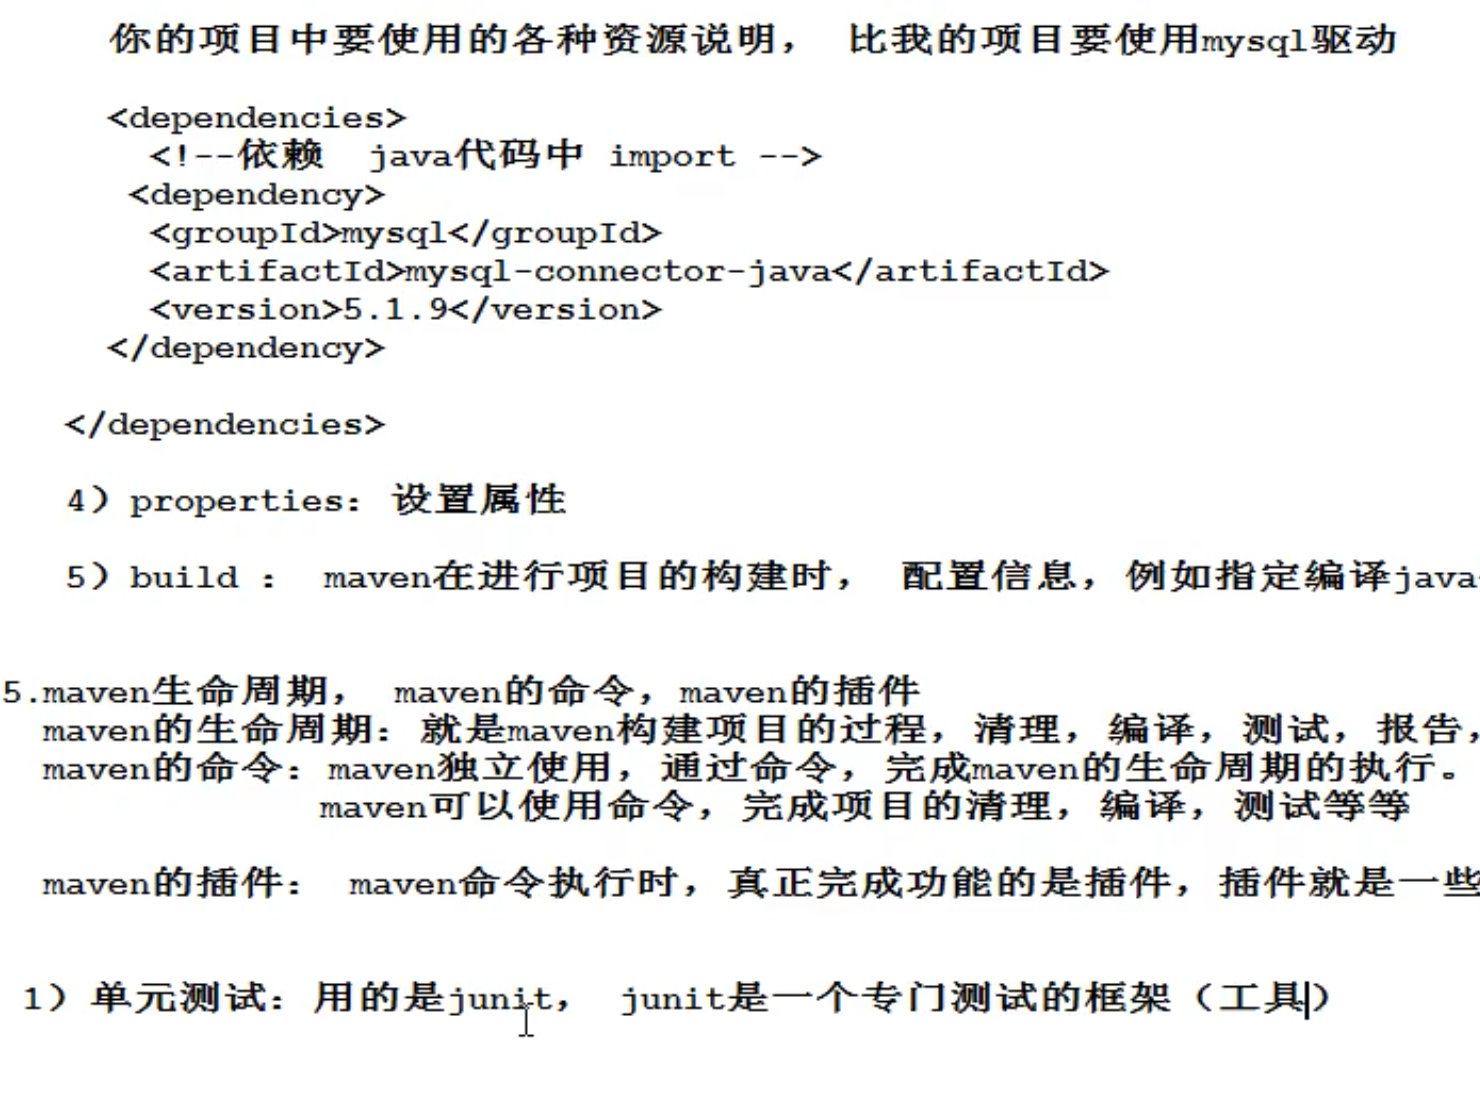 你的项目中要使用的各种资源说明， 比我的项目要使用mysql驱动
<dependencies>
<!--依赖  java代码中 import -->
<dependency>
<groupId>mysql</groupId>
<artifactId>mysql-connector-java</artifactId>
<version>5.1.9</version>
</dependency>
</dependencies>
4）properties：设置属性
5）build ： maven在进行项目的构建时， 配置信息，例如指定编译java
5.maven生命周期， maven的命令，maven的插件
maven的生命周期：就是maven构建项目的过程，清理，编译，测试，报告，
maven的命令：maven独立使用，通过命令，完成maven的生命周期的执行。
maven可以使用命令，完成项目的清理，编译，测试等等
maven的插件： maven命令执行时，真正完成功能的是插件，插件就是一些
1）单元测试：用的是junit， junit是一个专门测试的框架（工具）